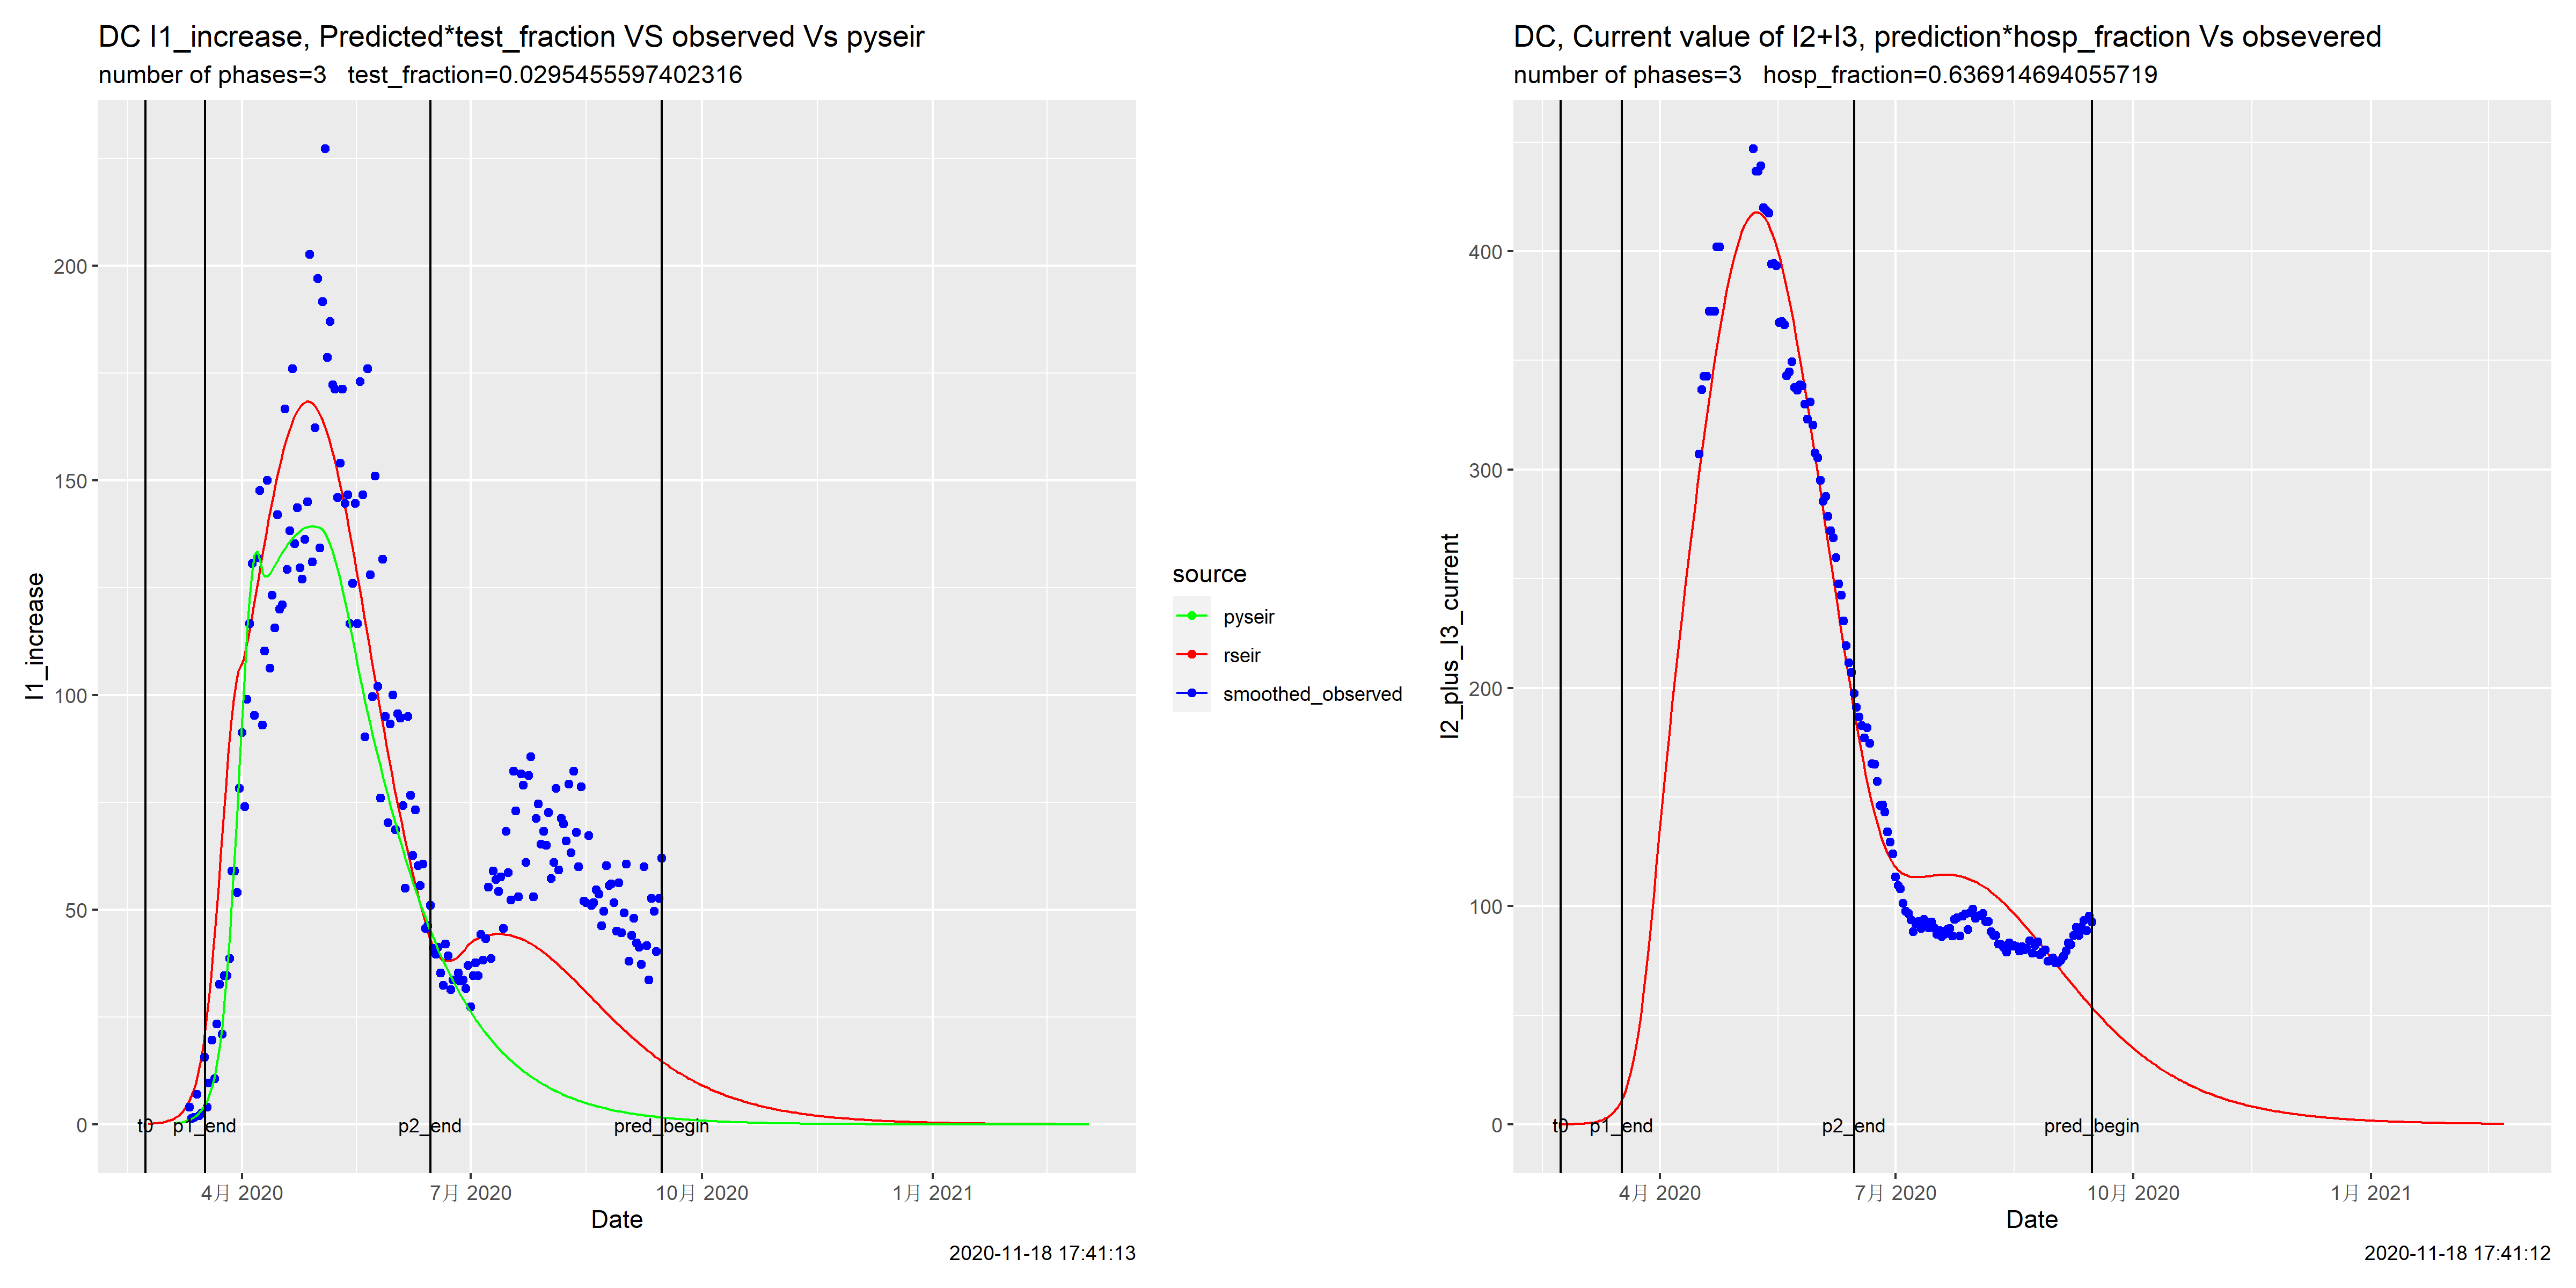 DC I1_increase, Predicted*test_fraction VS observed Vs pyseir
number of phases=3 test_fraction=0.0295455597402316
I1_increase
200
150
100
50
0
t0 p1_end p2_end pred_begin
4月 2020 7月 2020 10月 2020 1月 2021
Date
2020-11-18 17:41:13
source
pyseir
rseir
smoothed_observed
DC, Current value of I2+I3, prediction*hosp_fraction Vs obsevered
number of phases=3 hosp_fraction=0.636914694055719
I2_plus_I3_current
400
300
200
100
0
t0 p1_end p2_end pred_begin
4月 2020 7月 2020 10月 2020 1月 2021
Date
2020-11-18 17:41:12